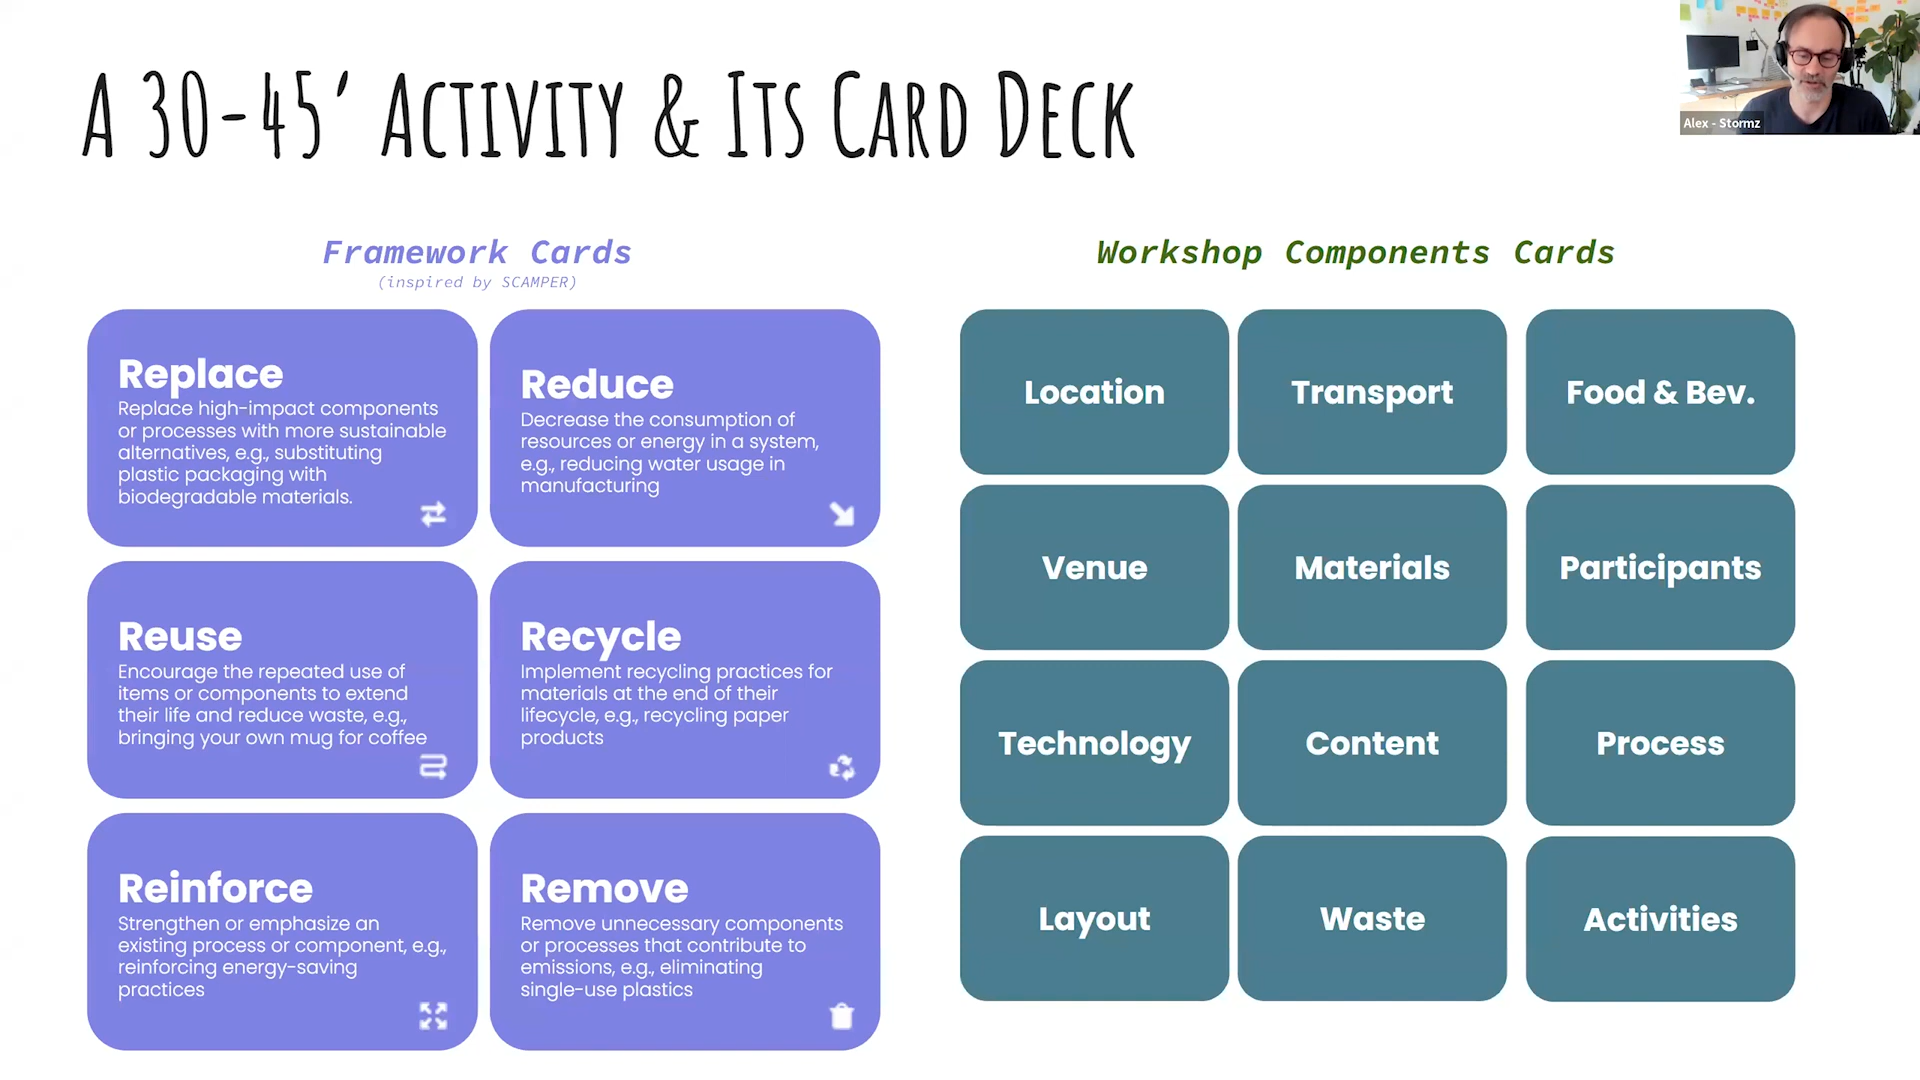 A 30-45' Activity & Its Card Deck
Alex - Stormz
Framework Cards
(inspired by SCAMPER)
Replace
Replace high-impact components
or processes with more sustainable
alternatives, e.g., substituting
plastic packaging with
biodegradable materials.
Reduce
Decrease the consumption of
resources or energy in a system,
e.g., reducing water usage in
manufacturing
Reuse
Encourage the repeated use of
items or components to extend
their life and reduce waste, e.g.,
bringing your own mug for coffee
Recycle
Implement recycling practices for
materials at the end of their
lifecycle, e.g., recycling paper
products
Reinforce
Strengthen or emphasize an
existing process or component, e.g.,
reinforcing energy-saving
practices
Remove
Remove unnecessary components
or processes that contribute to
emissions, e.g., eliminating
single-use plastics
Workshop Components Cards
Location
Transport
Food & Bev.
Venue
Materials
Participants
Technology
Content
Process
Layout
Waste
Activities